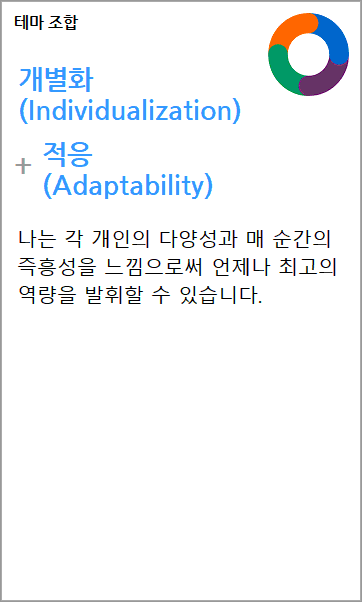 테마 조합
개별화
(Individualization)
+ 적응
(Adaptability)
나는 각 개인의 다양성과 매 순간의
즉흥성을 느낌으로써 언제나 최고의
역량을 발휘할 수 있습니다.